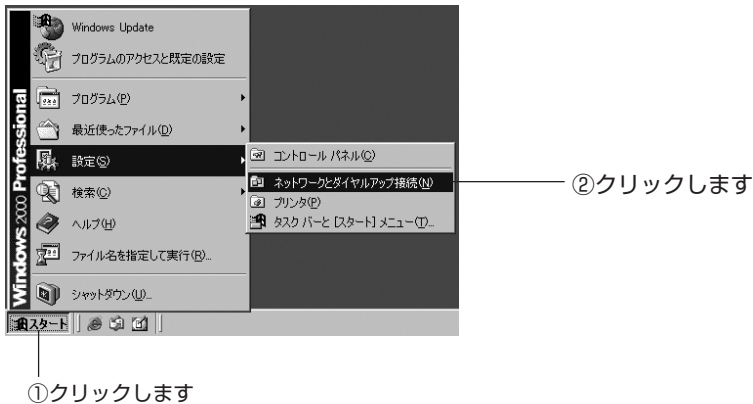 Windows Update
プログラムのアクセスと既定の設定
プログラム(P)
最近使ったファイル(D)
設定(S)
検索(C)
ヘルプ(H)
ファイル名を指定して実行(R)...
シャットダウン(U)...
Windows 2000 Professional
コントロール パネル(C)
ネットワークとダイヤルアップ接続(N)
プリンタ(P)
タスク バーと [スタート] メニュー(T)...
②クリックします
スタート
①クリックします